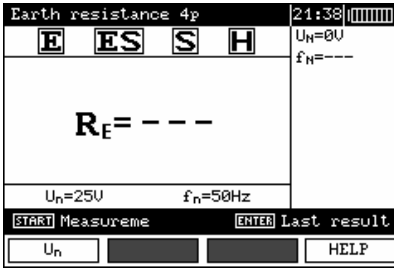 Earth resistance 4p 21:38
E ES S H
UN=0V
fN=---
RE= ---
Un=25V fn=50Hz
START Measureme ENTER Last result
Un HELP